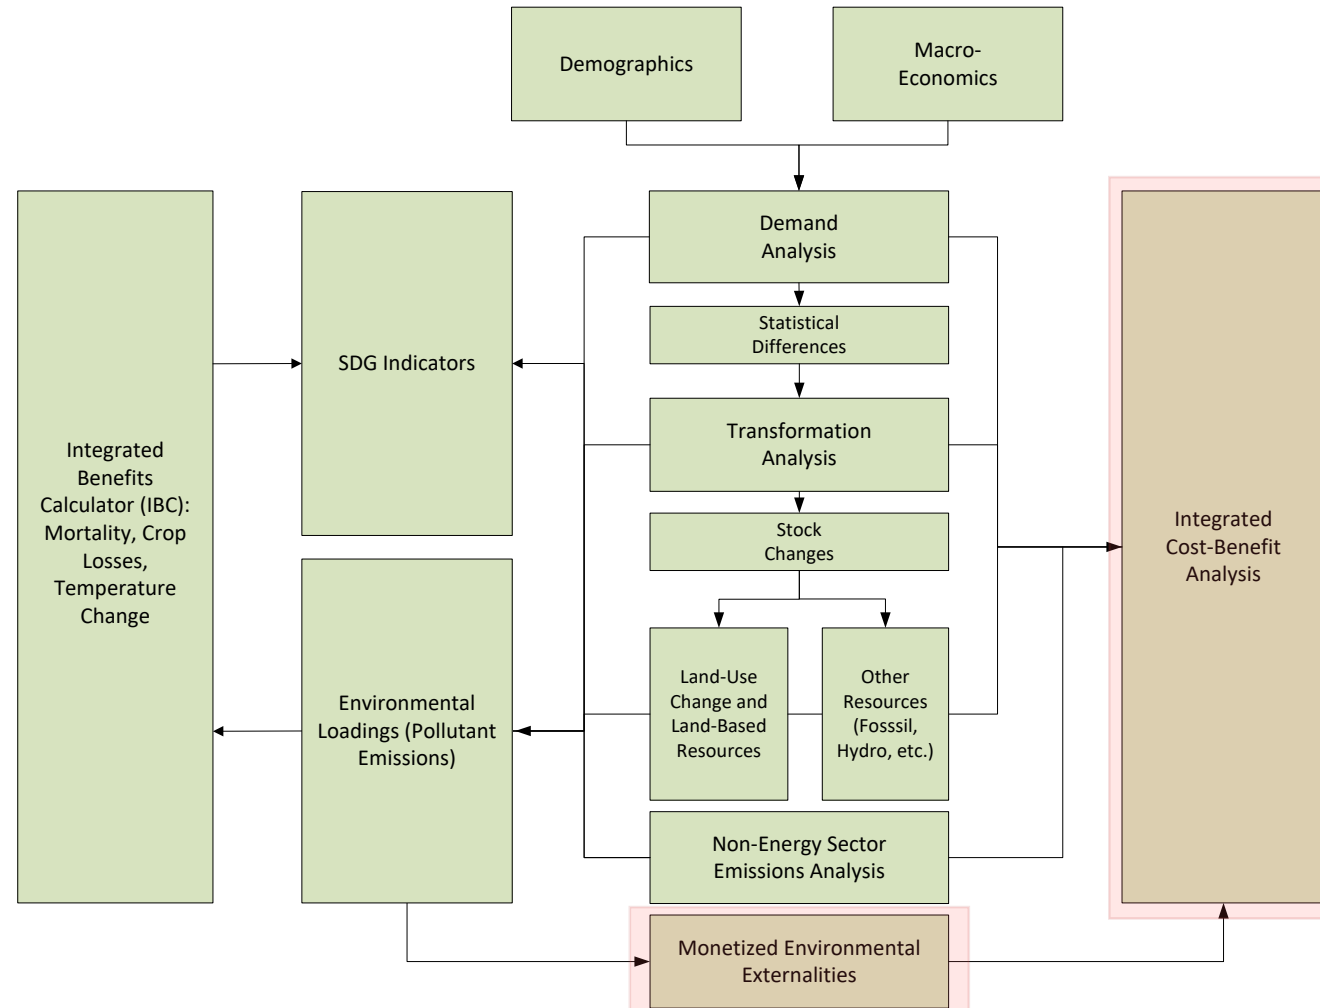 Demographics
Macro-
Economics
Demand
Analysis
Statistical
Differences
SDG Indicators
Transformation
Analysis
Integrated
Benefits
Calculator (IBC):
Mortality, Crop
Losses,
Temperature
Change
Stock
Changes
Integrated
Cost-Benefit
Analysis
Environmental
Loadings (Pollutant
Emissions)
Land-Use
Change and
Land-Based
Resources
Other
Resources
(Fosssil,
Hydro, etc.)
Non-Energy Sector
Emissions Analysis
Monetized Environmental
Externalities